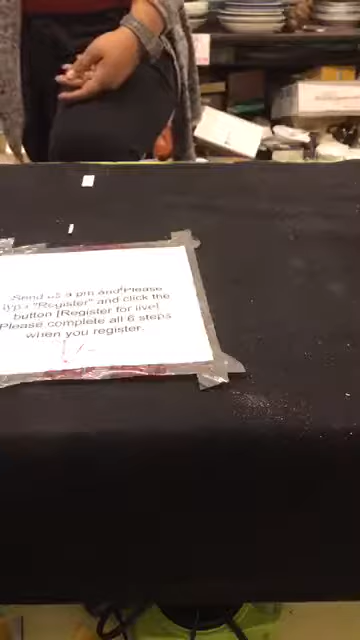 Send us a pm and Please
type "Register" and click the
button [Register for live]
Please complete all 6 steps
when you register.